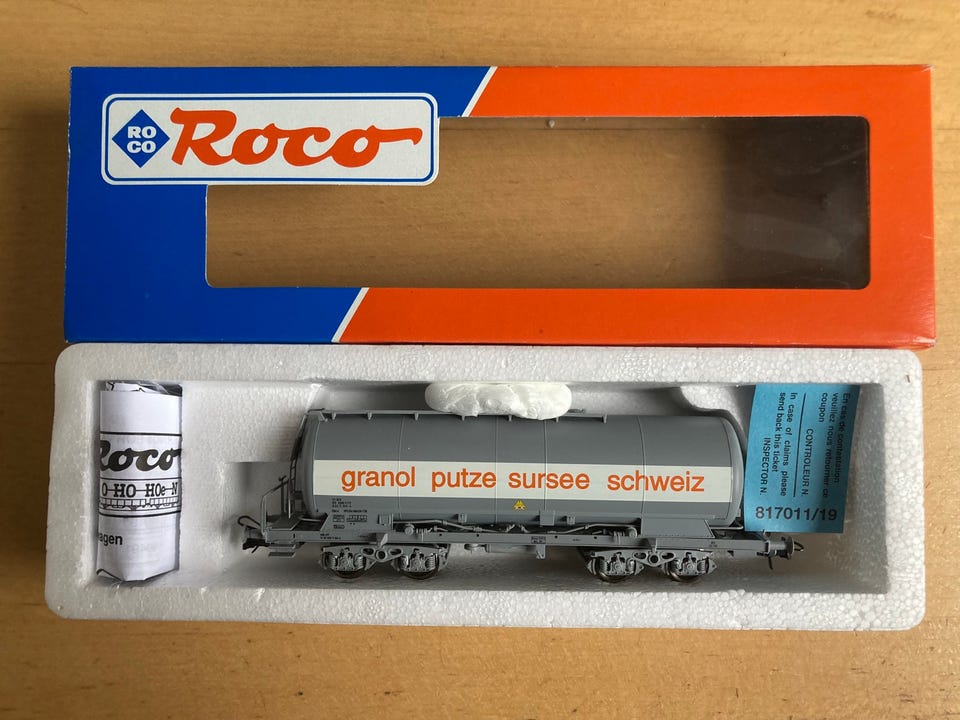 RO
CO
Roco
Roco
O-HO-HOe-N
agen
granol putze sursee schweiz
En cas de contestation
veuillez nous retourner ce
coupon
CONTROLEUR N.
In case of claims please
send back this ticket
INSPECTOR N.
817011/19